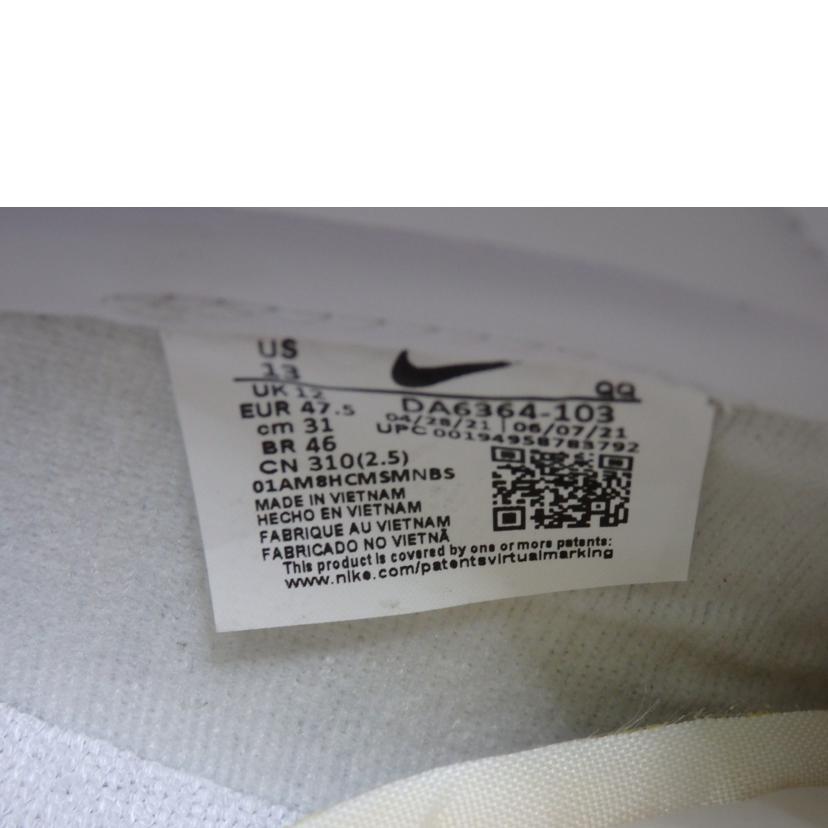 US
13
UK 12
EUR 47.5
cm 31
BR 46
CN 310(2.5)
01AM8HCMSMNBS
QQ
DA6364-103
04/28/21 | 06/07/21
UPC 00194958783792
MADE IN VIETNAM
HECHO EN VIETNAM
FABRIQUE AU VIETNAM
FABRICADO NO VIETNÃ
This product is covered by one or more patents:
www.nike.com/patentsvirtualmarking